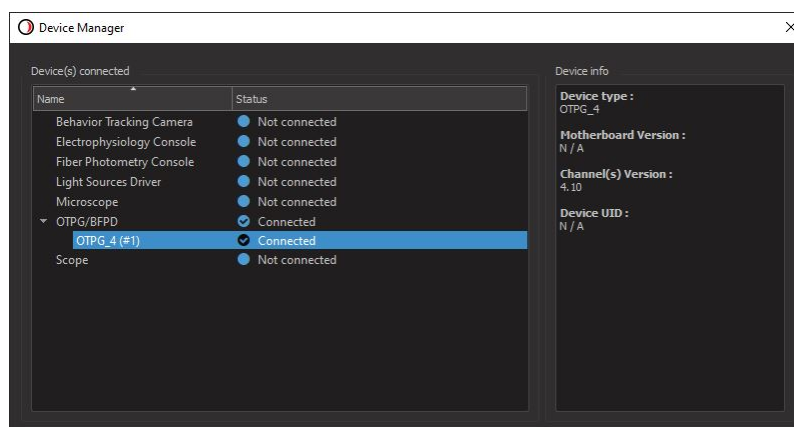 Device Manager
Device(s) connected
Name Status
Behavior Tracking Camera Not connected
Electrophysiology Console Not connected
Fiber Photometry Console Not connected
Light Sources Driver Not connected
Microscope Not connected
OTPG/BFPD Connected
OTPG_4 (#1) Connected
Scope Not connected
Device info
Device type :
OTPG_4
Motherboard Version :
N / A
Channel(s) Version :
4.10
Device UID :
N / A